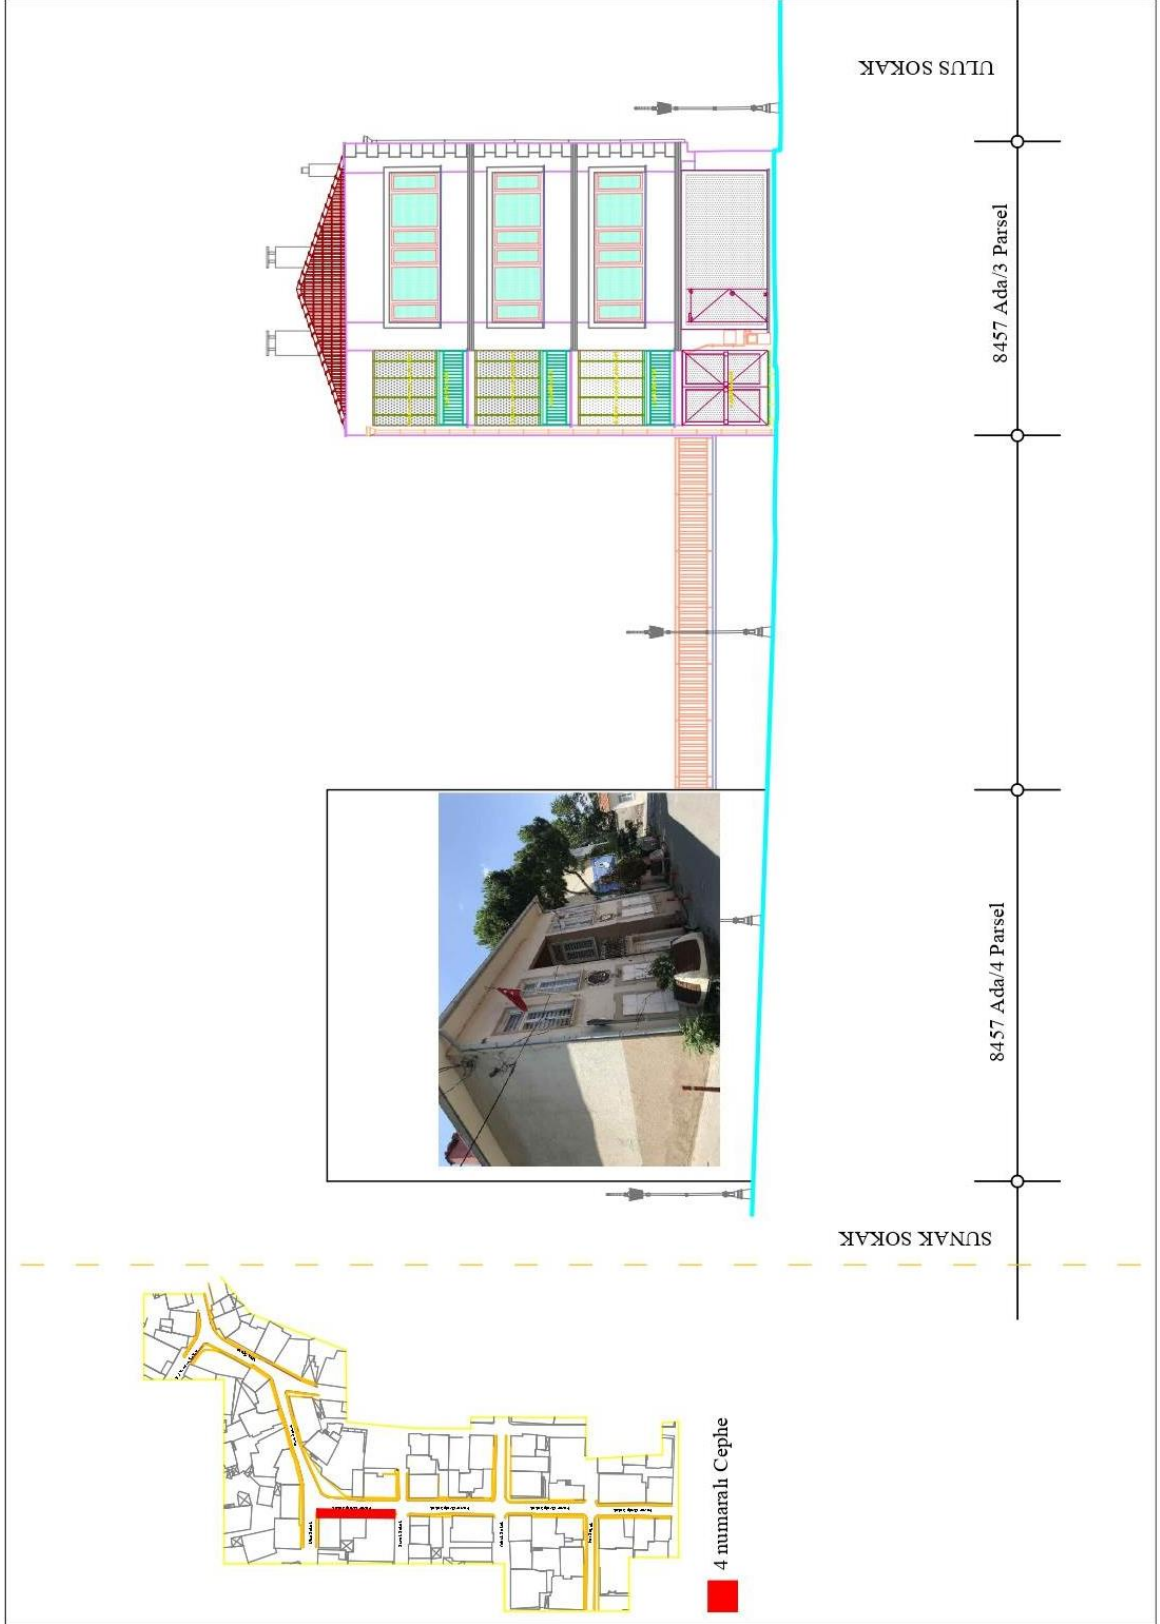 4 numaralı Cephe
SUNAK SOKAK
8457 Ada/4 Parsel
8457 Ada/3 Parsel
ULUS SOKAK